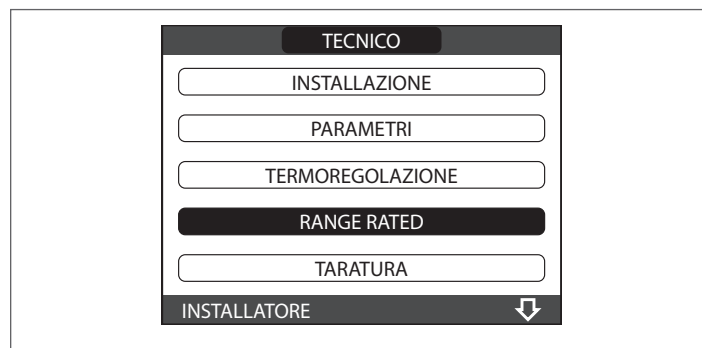 TECNICO
INSTALLAZIONE
PARAMETRI
TERMOREGOLAZIONE
RANGE RATED
TARATURA
INSTALLATORE